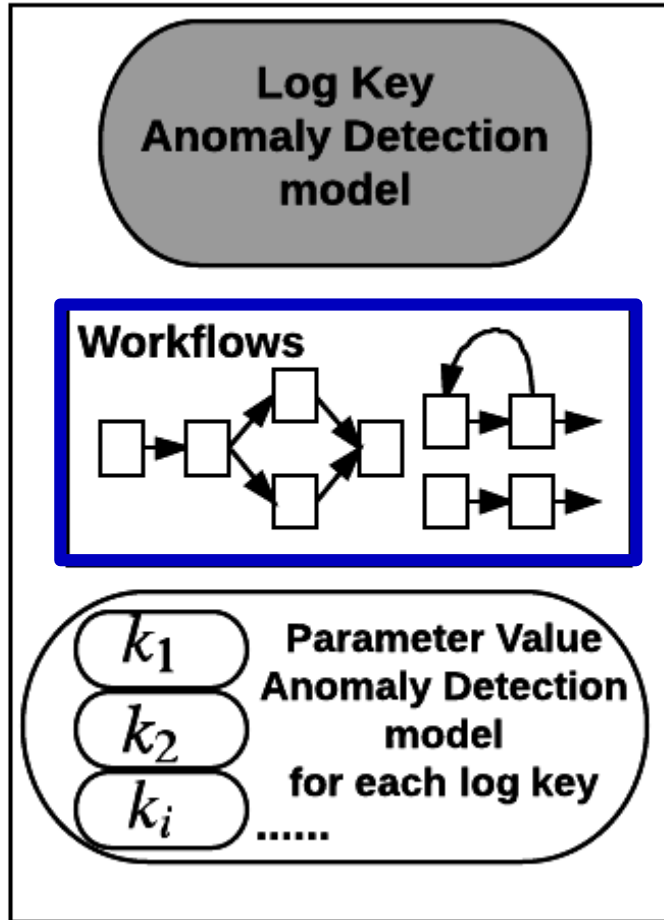 Log Key
Anomaly Detection
model
Workflows
k₁
k₂
kᵢ
Parameter Value
Anomaly Detection
model
for each log key
......